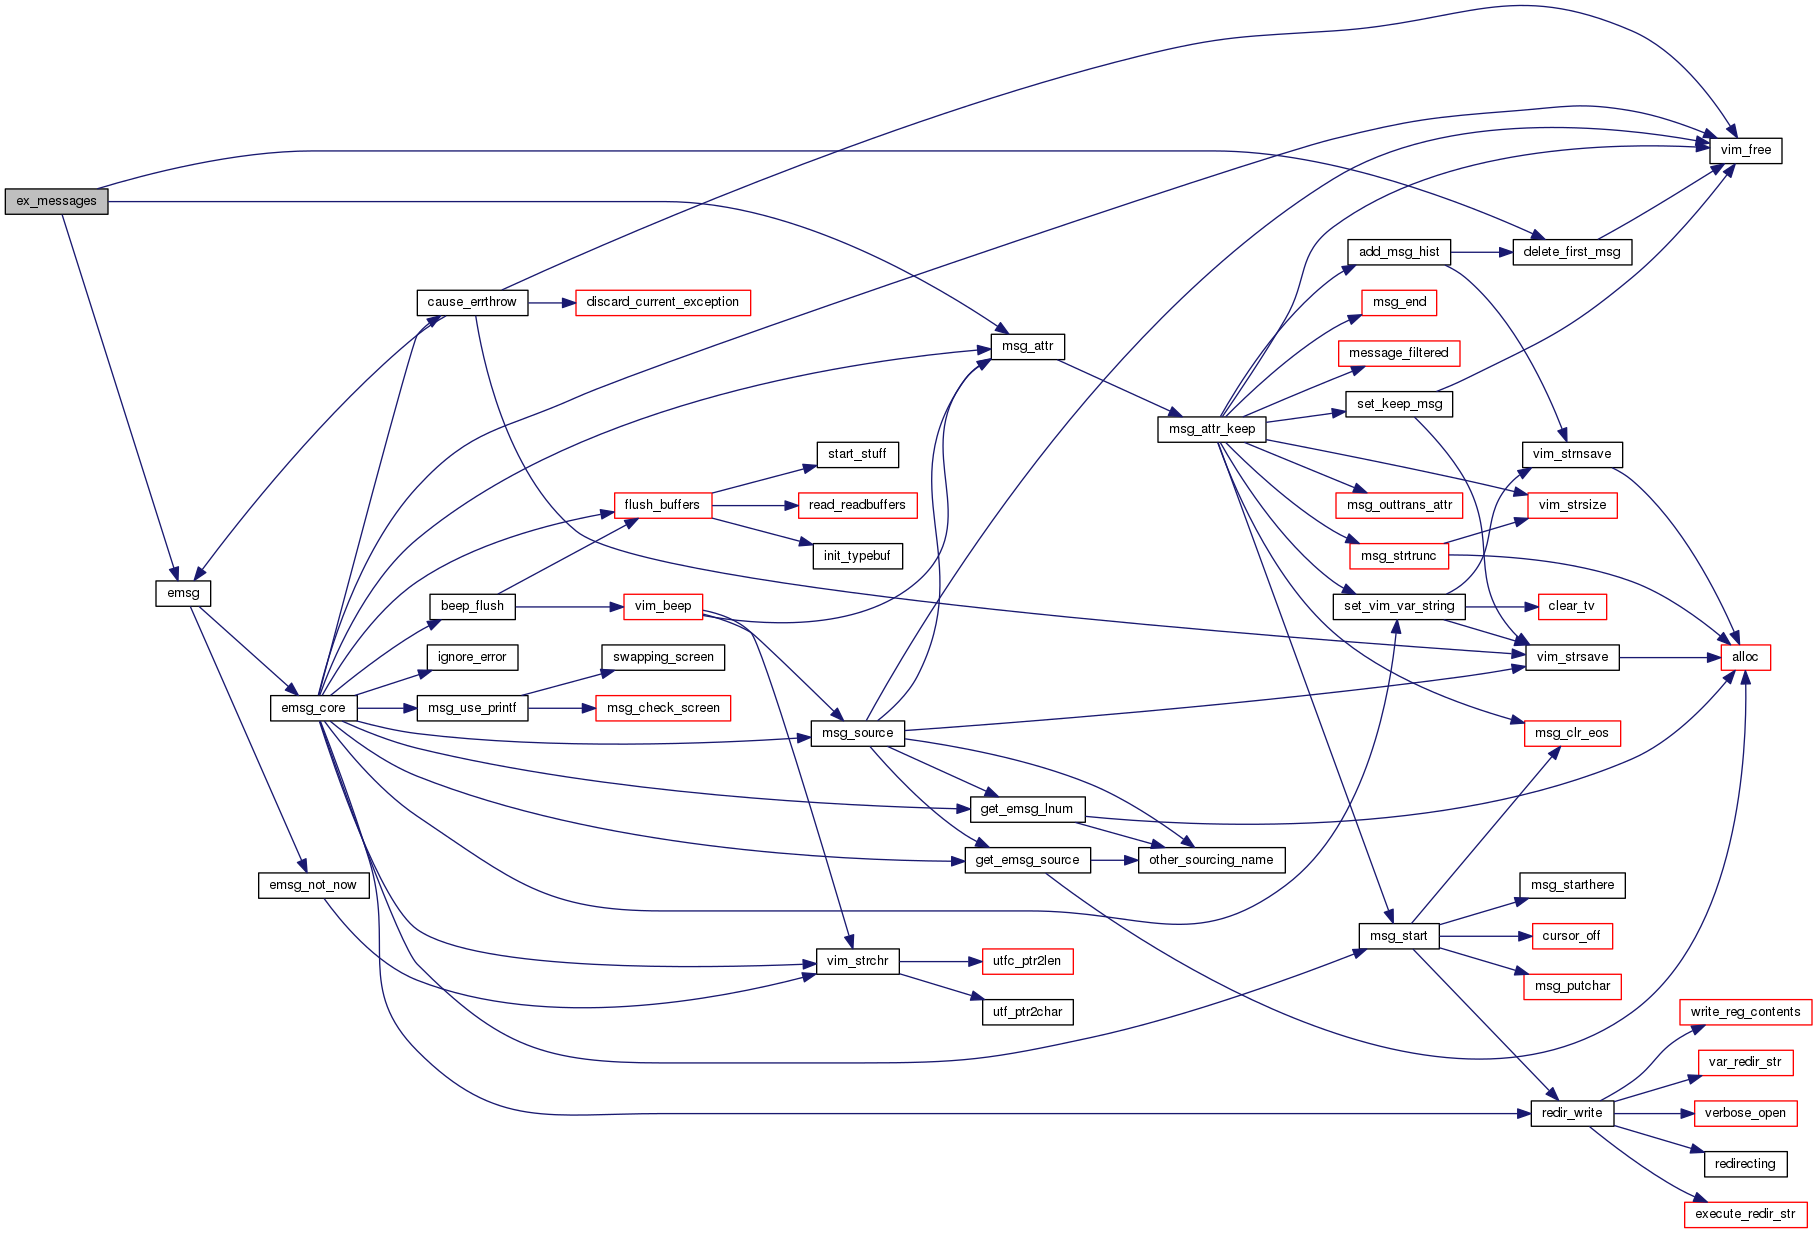 vim_free
ex_messages
add_msg_hist
delete_first_msg
cause_errthrow
discard_current_exception
msg_end
msg_attr
message_filtered
set_keep_msg
msg_attr_keep
start_stuff
vim_strnsave
flush_buffers
read_readbuffers
msg_outtrans_attr
vim_strsize
init_typebuf
msg_strtrunc
emsg
beep_flush
vim_beep
set_vim_var_string
clear_tv
ignore_error
swapping_screen
vim_strsave
alloc
emsg_core
msg_use_printf
msg_check_screen
msg_source
msg_clr_eos
get_emsg_lnum
get_emsg_source
other_sourcing_name
emsg_not_now
msg_starthere
msg_start
cursor_off
vim_strchr
utfc_ptr2len
msg_putchar
utf_ptr2char
write_reg_contents
var_redir_str
redir_write
verbose_open
redirecting
execute_redir_str